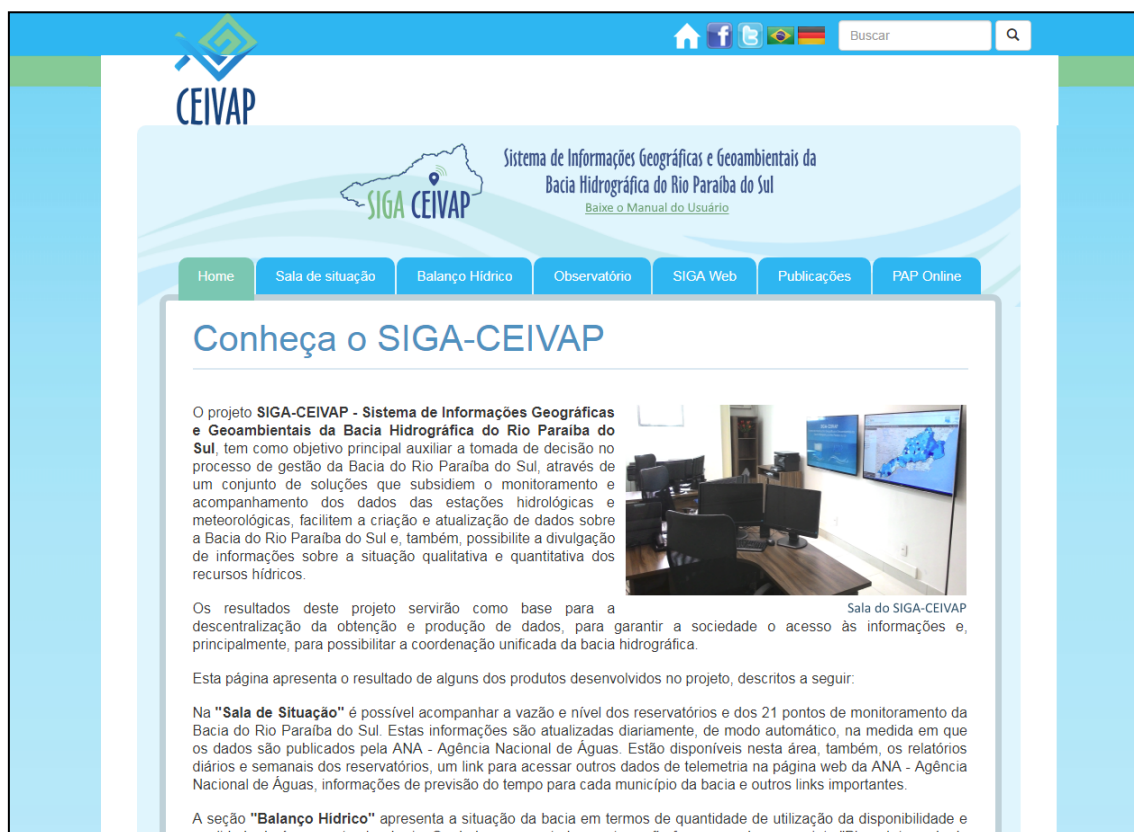 Buscar
CEIVAP
SIGA CEIVAP
Sistema de Informações Geográficas e Geoambientais da
Bacia Hidrográfica do Rio Paraíba do Sul
Baixe o Manual do Usuário
Home
Sala de situação
Balanço Hídrico
Observatório
SIGA Web
Publicações
PAP Online
Conheça o SIGA-CEIVAP
O projeto SIGA-CEIVAP - Sistema de Informações Geográficas
e Geoambientais da Bacia Hidrográfica do Rio Paraíba do
Sul, tem como objetivo principal auxiliar a tomada de decisão no
processo de gestão da Bacia do Rio Paraíba do Sul, através de
um conjunto de soluções que subsidiem o monitoramento e
acompanhamento dos dados das estações hidrológicas e
meteorológicas, facilitem a criação e atualização de dados sobre
a Bacia do Rio Paraíba do Sul e, também, possibilite a divulgação
de informações sobre a situação qualitativa e quantitativa dos
recursos hídricos.
Sala do SIGA-CEIVAP
Os resultados deste projeto servirão como base para a
descentralização da obtenção e produção de dados, para garantir a sociedade o acesso às informações e,
principalmente, para possibilitar a coordenação unificada da bacia hidrográfica.
Esta página apresenta o resultado de alguns dos produtos desenvolvidos no projeto, descritos a seguir:
Na "Sala de Situação" é possível acompanhar a vazão e nível dos reservatórios e dos 21 pontos de monitoramento da
Bacia do Rio Paraíba do Sul. Estas informações são atualizadas diariamente, de modo automático, na medida em que
os dados são publicados pela ANA - Agência Nacional de Águas. Estão disponíveis nesta área, também, os relatórios
diários e semanais dos reservatórios, um link para acessar outros dados de telemetria na página web da ANA - Agência
Nacional de Águas, informações de previsão do tempo para cada município da bacia e outros links importantes.
A seção "Balanço Hídrico" apresenta a situação da bacia em termos de quantidade de utilização da disponibilidade e